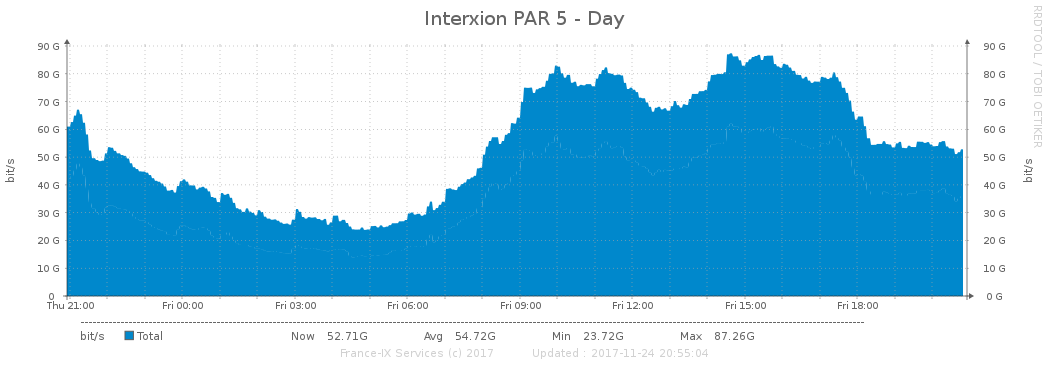 Interxion PAR 5 - Day
RRDTOOL / TOBI OETIKER
bit/s
90 G
80 G
70 G
60 G
50 G
40 G
30 G
20 G
10 G
0
90 G
80 G
70 G
60 G
50 G
40 G
30 G
20 G
10 G
0 G
bit/s
Thu 21:00 Fri 00:00 Fri 03:00 Fri 06:00 Fri 09:00 Fri 12:00 Fri 15:00 Fri 18:00
bit/s Total Now 52.71G Avg 54.72G Min 23.72G Max 87.26G
France-IX Services (c) 2017 Updated : 2017-11-24 20:55:04